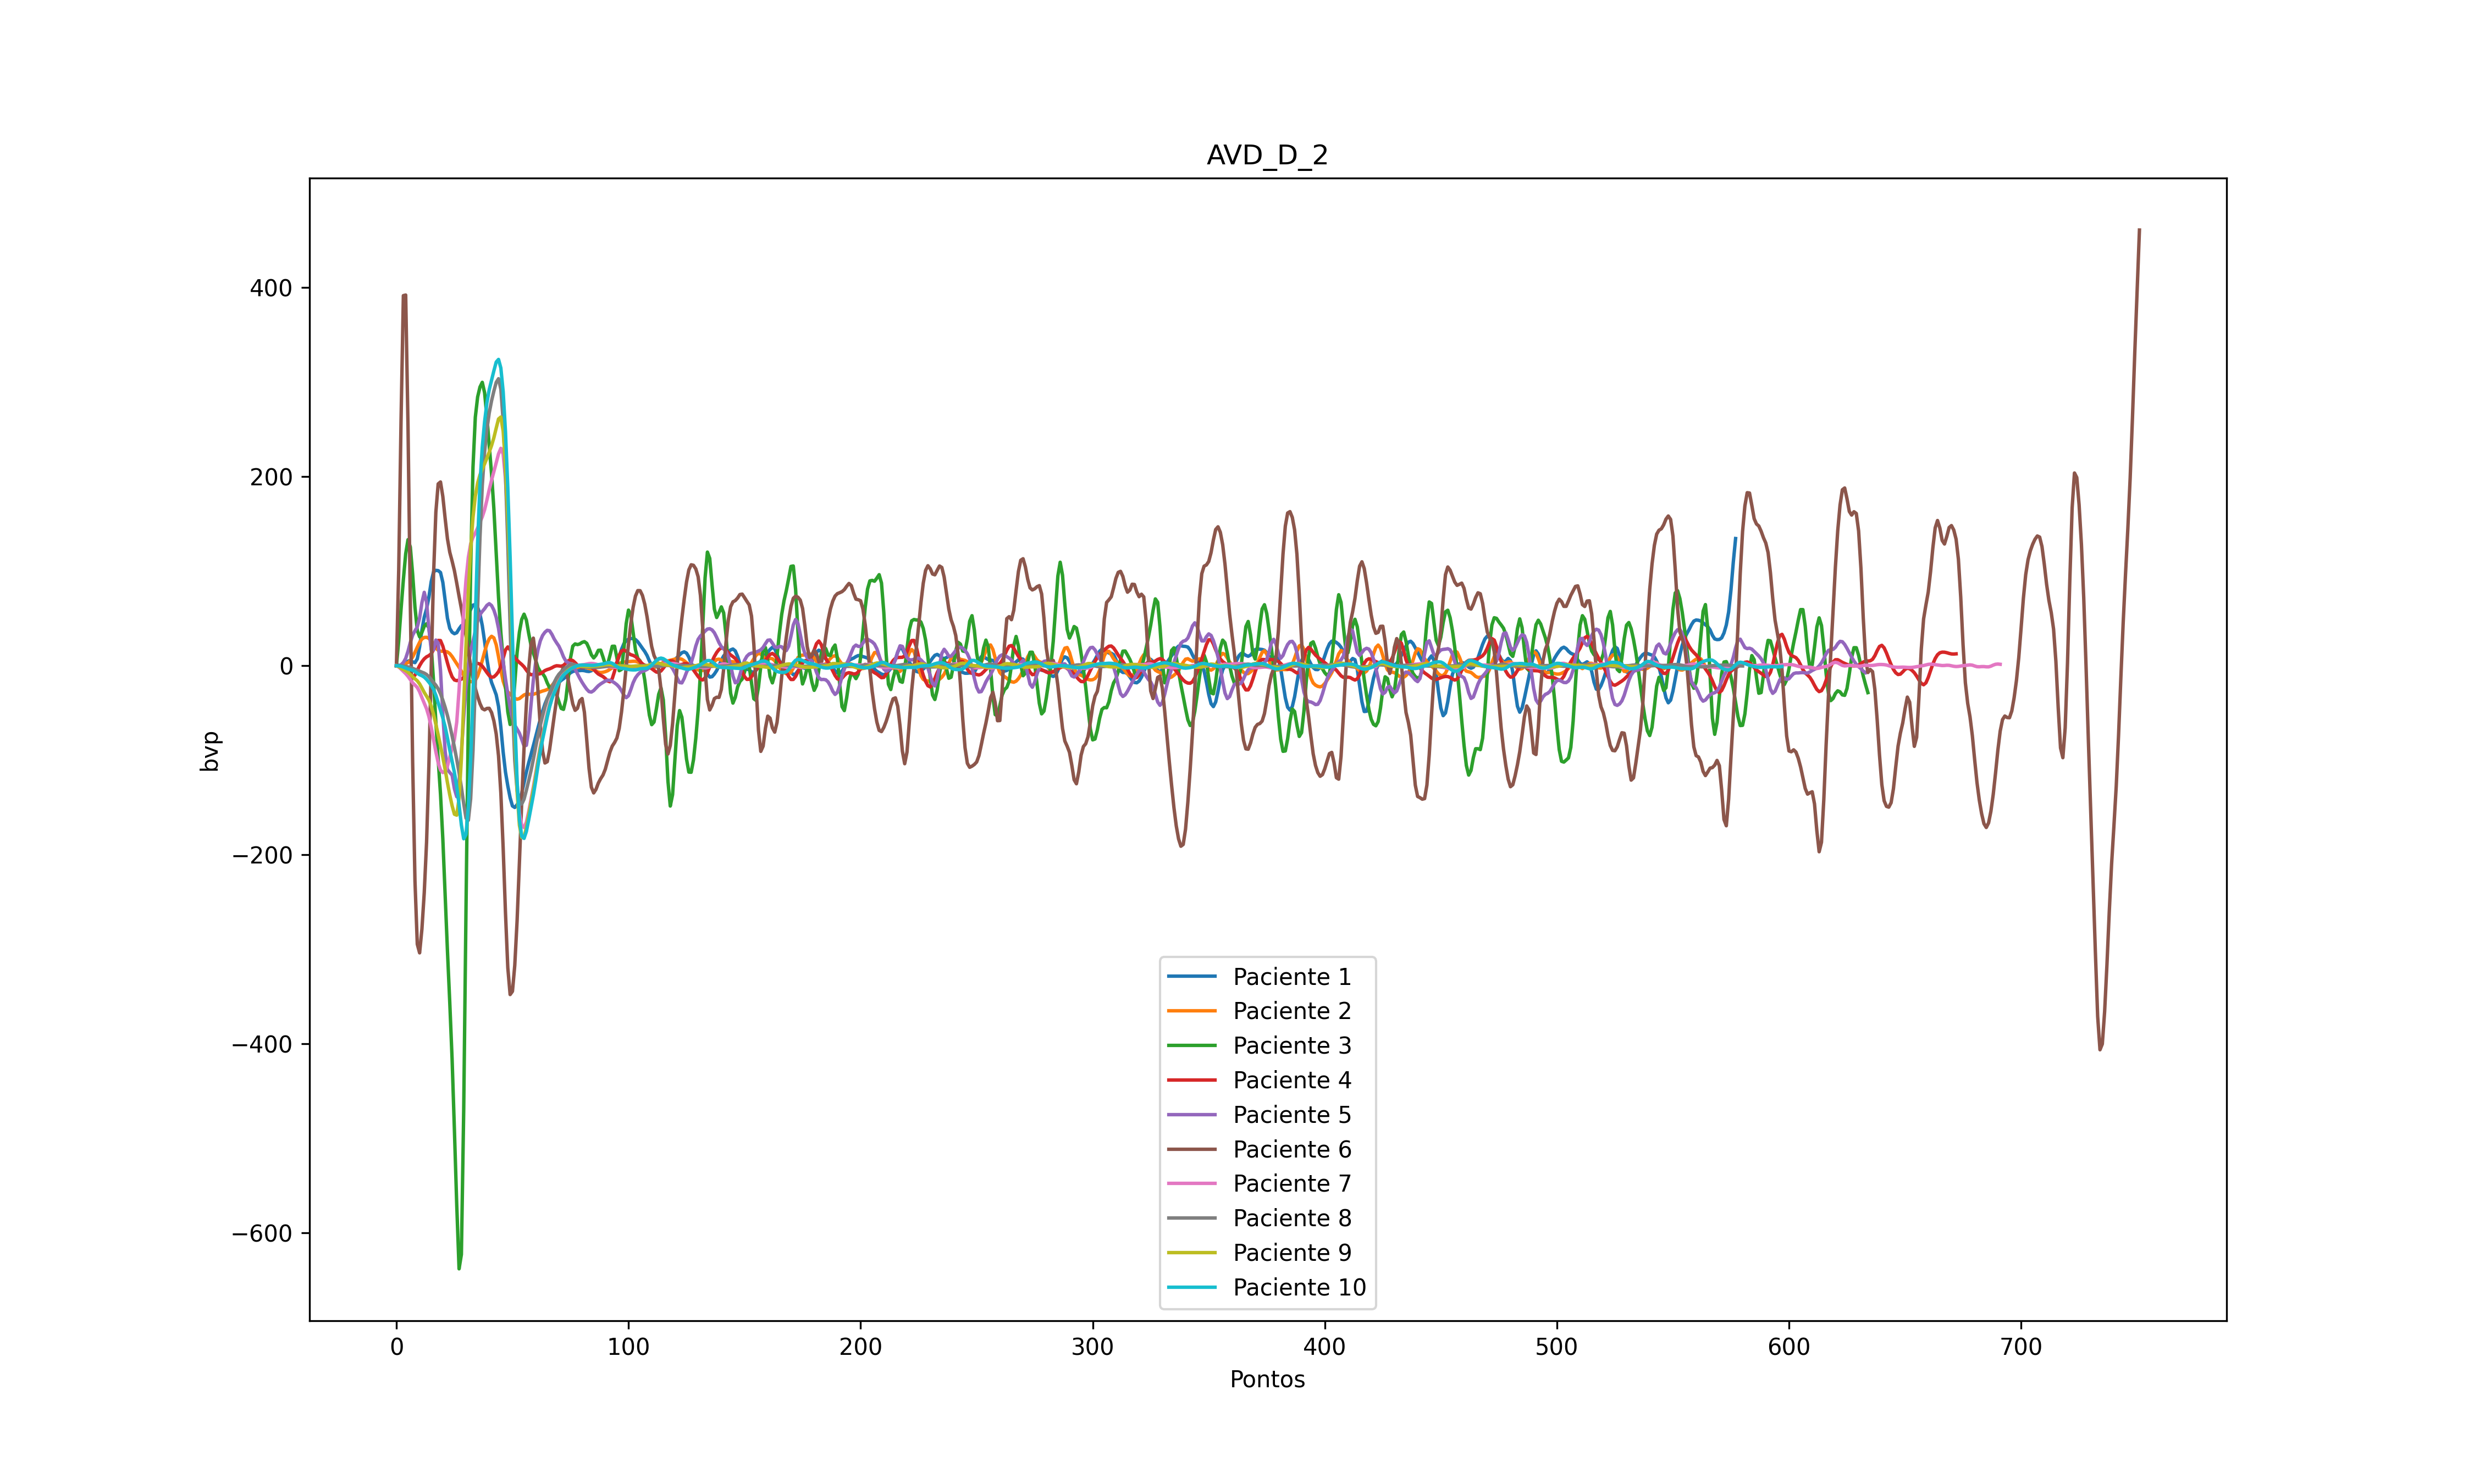 AVD_D_2
bvp
400
200
0
−200
−400
−600
0 100 200 300 400 500 600 700
Pontos
Paciente 1
Paciente 2
Paciente 3
Paciente 4
Paciente 5
Paciente 6
Paciente 7
Paciente 8
Paciente 9
Paciente 10